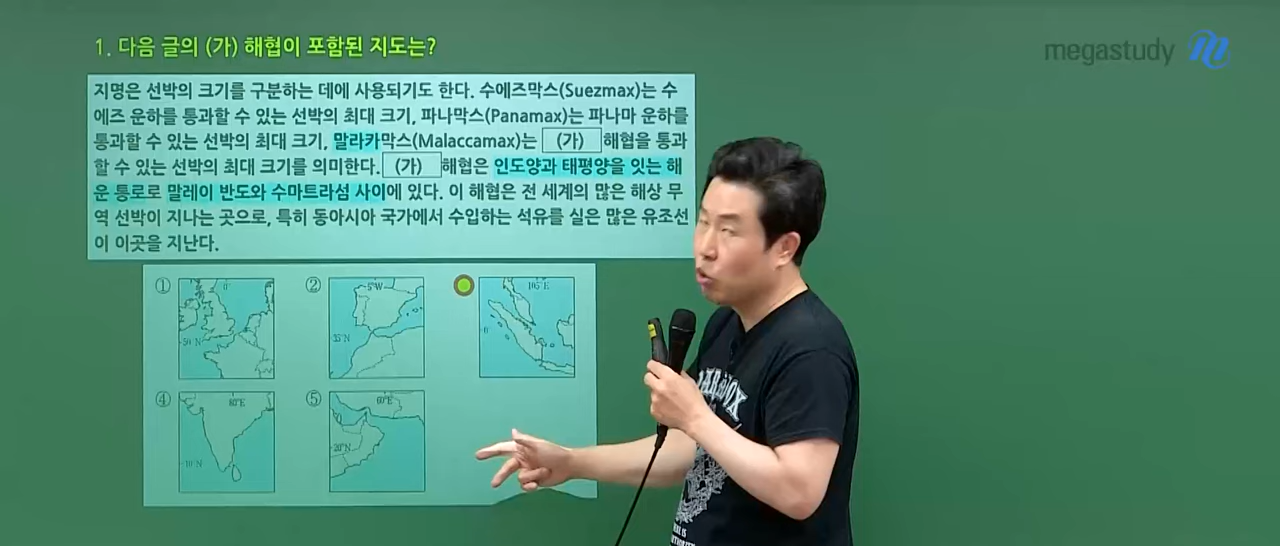 1. 다음 글의 (가) 해협이 포함된 지도는?
megastudy
지명은 선박의 크기를 구분하는 데에 사용되기도 한다. 수에즈막스(Suezmax)는 수
에즈 운하를 통과할 수 있는 선박의 최대 크기, 파나막스(Panamax)는 파나마 운하를
통과할 수 있는 선박의 최대 크기, 말라카막스(Malaccamax)는 (가) 해협을 통과
할 수 있는 선박의 최대 크기를 의미한다. (가) 해협은 인도양과 태평양을 잇는 해
운 통로로 말레이 반도와 수마트라섬 사이에 있다. 이 해협은 전 세계의 많은 해상 무
역 선박이 지나는 곳으로, 특히 동아시아 국가에서 수입하는 석유를 실은 많은 유조선
이 이곳을 지난다.
① 0°
50°N
② 5°W
35°N
105°E
0°
④ 80°E
10°N
⑤ 60°E
20°N